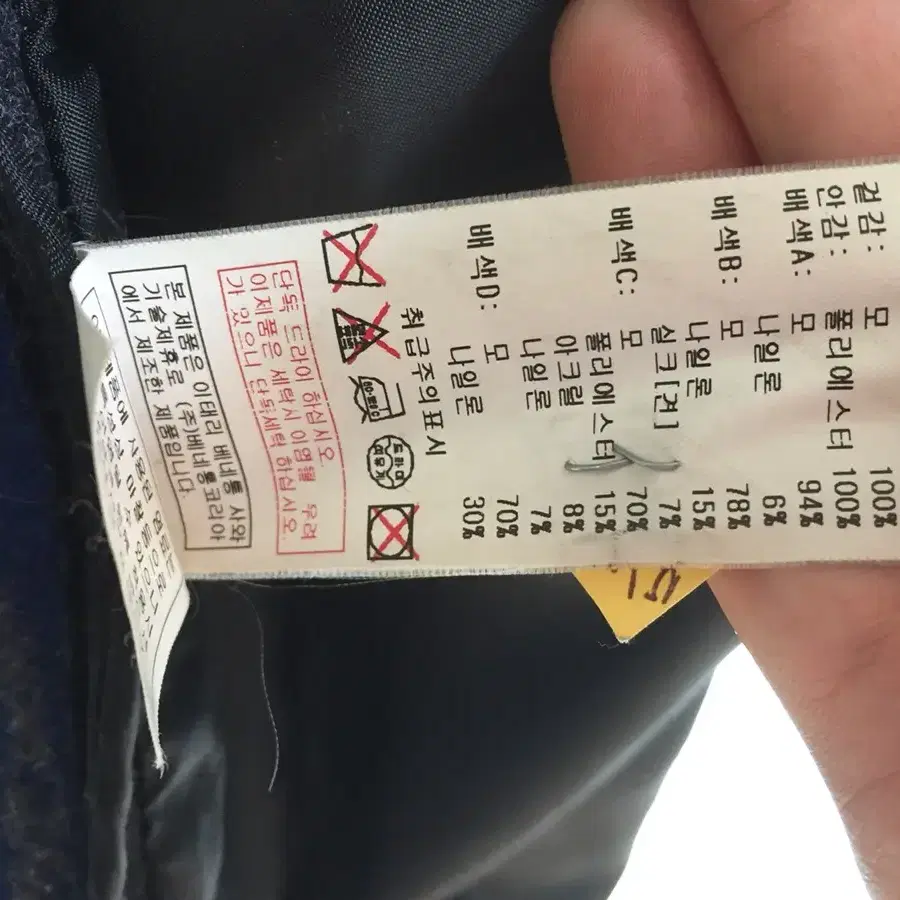 겉감: 모 100%
안감: 폴리에스터 100%
배색A: 모 94%
나일론 6%
배색B: 모 78%
나일론 15%
실크[견] 7%
배색C: 모 70%
폴리에스터 15%
아크릴 8%
나일론 7%
배색D: 모 70%
나일론 30%
취급주의표시
드라이
석유계
단독 드라이 하십시오.
이제품은 세탁시 이염될 우려
가 있으니 단독세탁 하십시오.
본 제품은 이태리 베네통 사와
기술제휴로 (주)베네통코리아
에서 제조한 제품입니다.